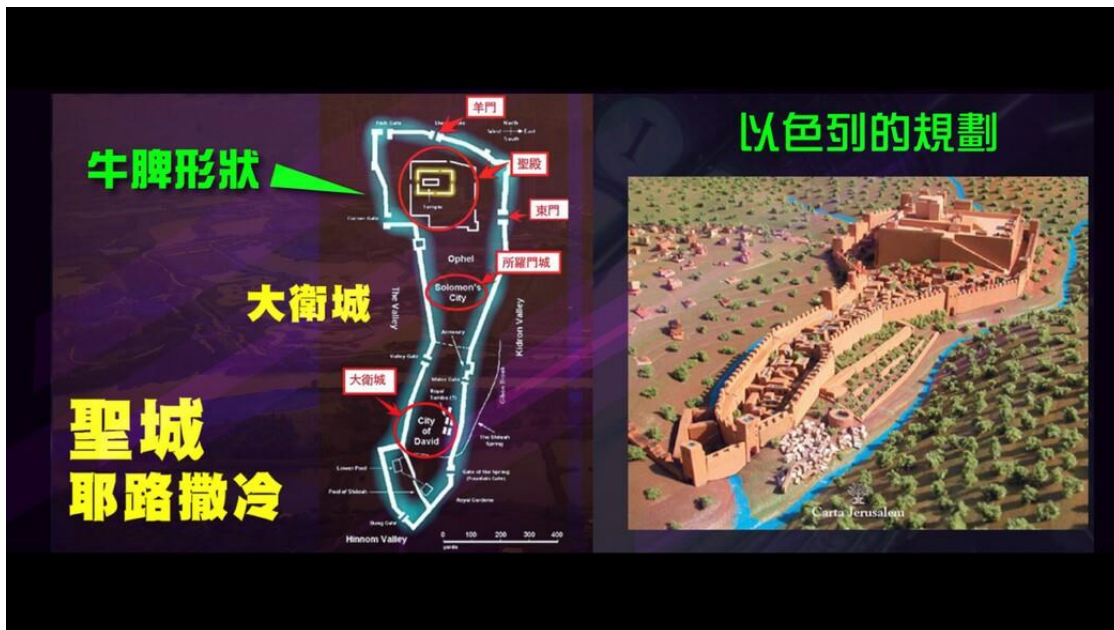 牛脾形狀
大衛城
聖城
耶路撒冷
羊門
North
East
South
聖殿
Temple
東門
Corner Gate
Ophel
所羅門城
Solomon's
City
The Valley
Kidron Valley
Armoury
Valley Gate
Water Gate
大衛城
Royal
Tombs (?)
City
of
David
Gihon Brook
The Shiloah
Spring
Lower Pool
Pool of Shiloah
Gate of the Spring
(Fountain Gate)
Royal Gardens
Dung Gate
Hinnom Valley
0 100 200 300 400
yards
以色列的規劃
Carta Jerusalem